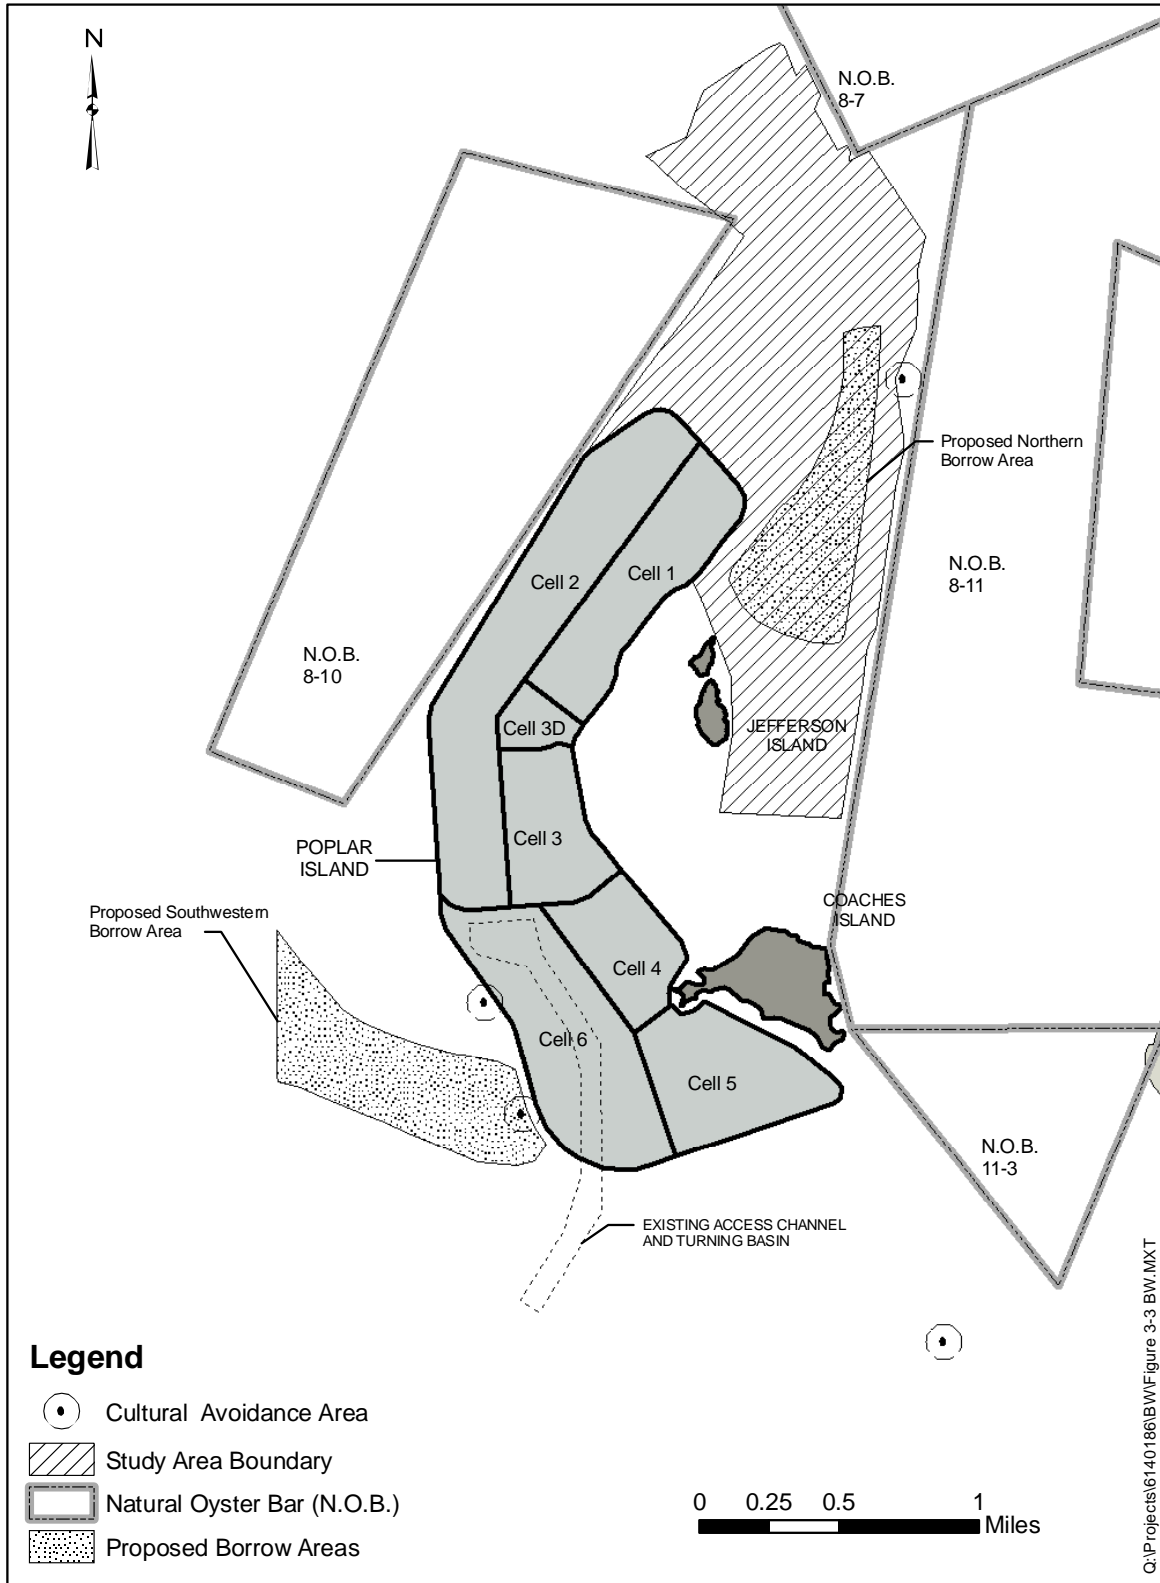 N
N.O.B.
8-7
Proposed Northern
Borrow Area
N.O.B.
8-11
Cell 1
Cell 2
N.O.B.
8-10
Cell 3D
JEFFERSON
ISLAND
Cell 3
POPLAR
ISLAND
COACHES
ISLAND
Proposed Southwestern
Borrow Area
Cell 4
Cell 6
Cell 5
N.O.B.
11-3
EXISTING ACCESS CHANNEL
AND TURNING BASIN
Legend
Cultural Avoidance Area
Study Area Boundary
Natural Oyster Bar (N.O.B.)
Proposed Borrow Areas
0 0.25 0.5 1
Miles
Q:\Projects\6140186\BW\Figure 3-3 BW.MXT